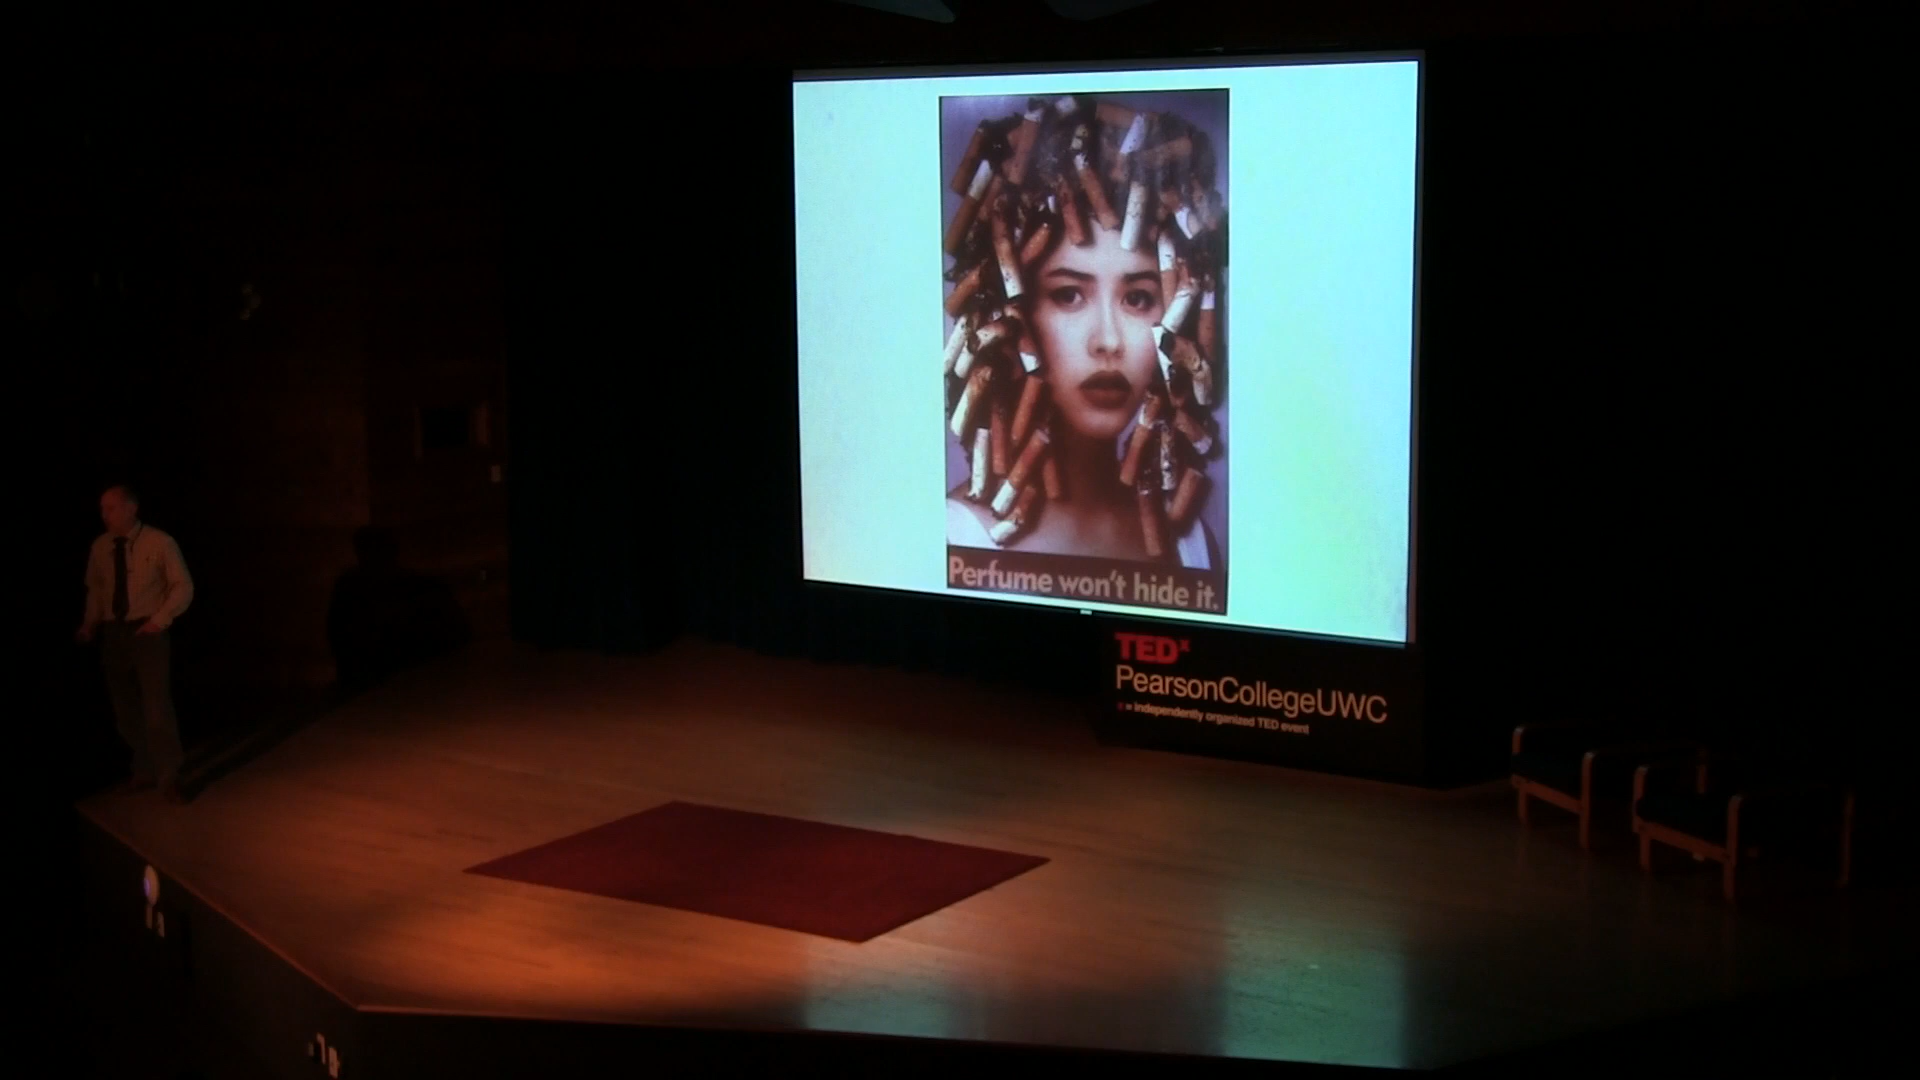 Perfume won't hide it.
TEDx
PearsonCollegeUWC
x = independently organized TED event